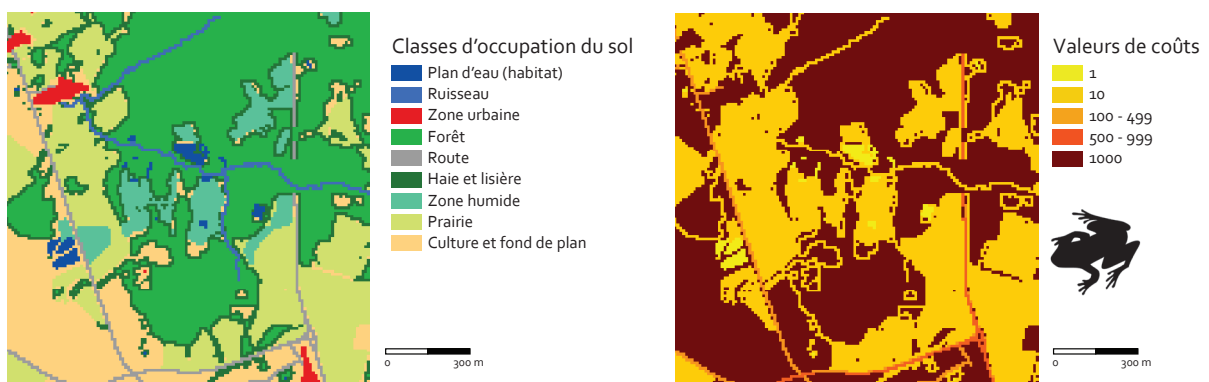 Classes d'occupation du sol
Plan d'eau (habitat)
Ruisseau
Zone urbaine
Forêt
Route
Haie et lisière
Zone humide
Prairie
Culture et fond de plan
0 300 m
Valeurs de coûts
1
10
100 - 499
500 - 999
1000
0 300 m